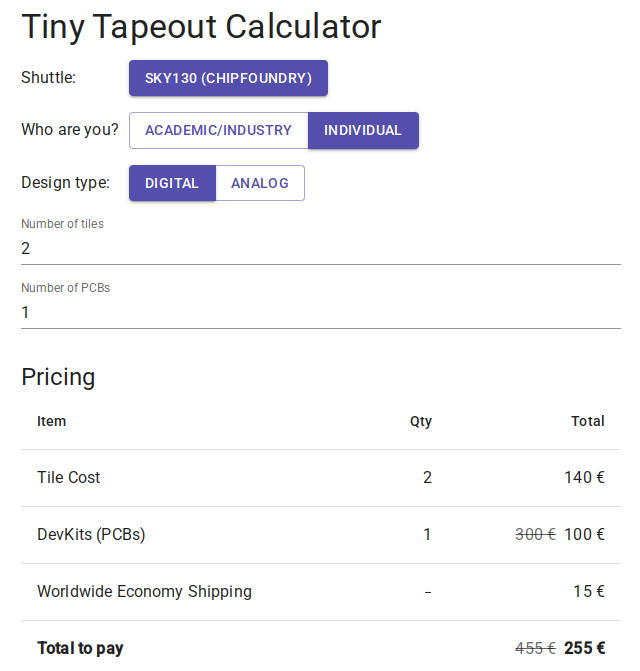 Tiny Tapeout Calculator
Shuttle: SKY130 (CHIPFOUNDRY)
Who are you? ACADEMIC/INDUSTRY INDIVIDUAL
Design type: DIGITAL ANALOG
Number of tiles
2
Number of PCBs
1
Pricing
Item Qty Total
Tile Cost 2 140 €
DevKits (PCBs) 1 300 € 100 €
Worldwide Economy Shipping - 15 €
Total to pay 455 € 255 €